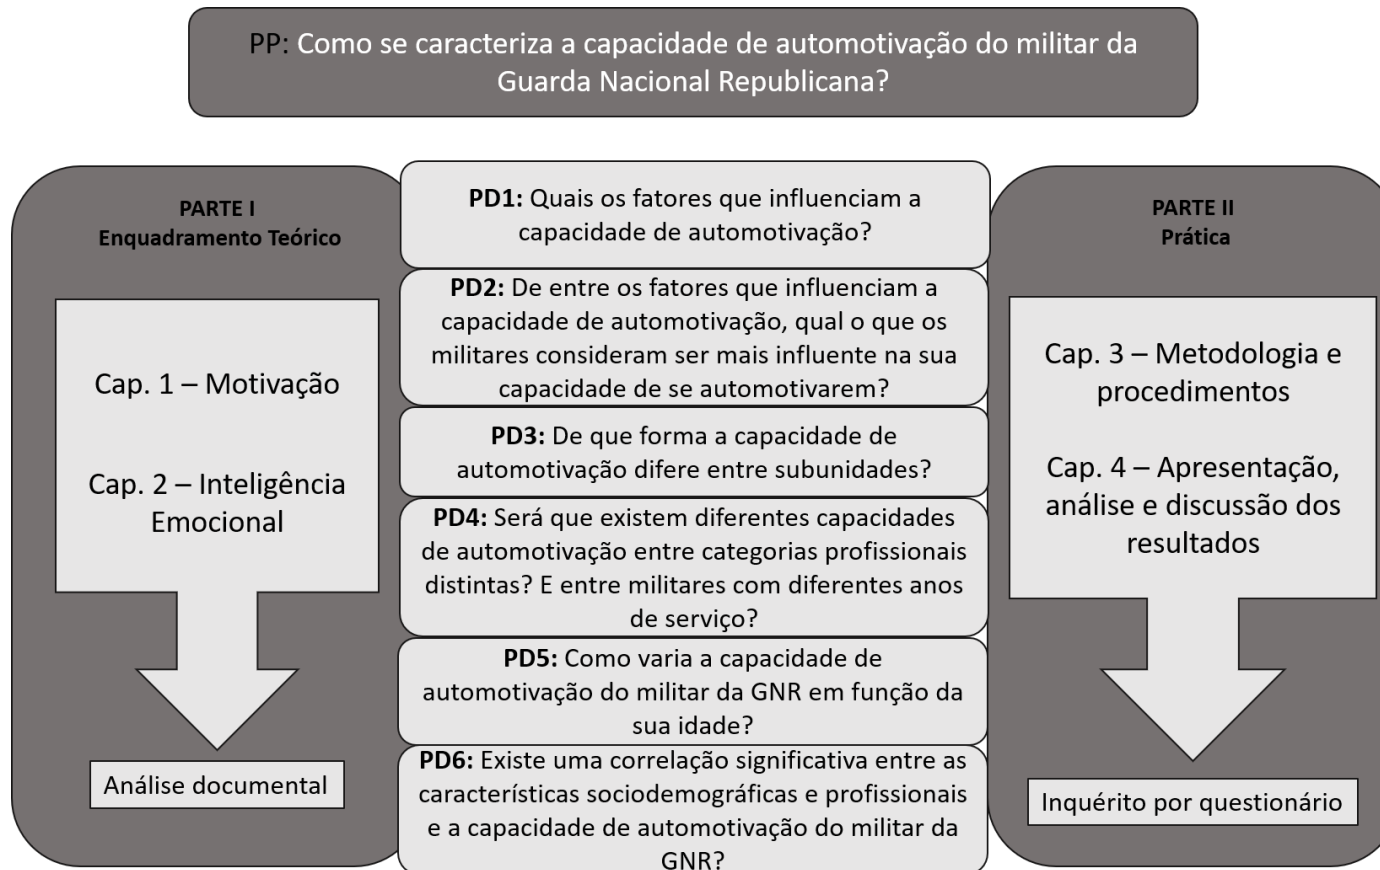 PP: Como se caracteriza a capacidade de automotivação do militar da
Guarda Nacional Republicana?
PARTE I
Enquadramento Teórico
Cap. 1 – Motivação
Cap. 2 – Inteligência
Emocional
Análise documental
PD1: Quais os fatores que influenciam a
capacidade de automotivação?
PD2: De entre os fatores que influenciam a
capacidade de automotivação, qual o que os
militares consideram ser mais influente na sua
capacidade de se automotivarem?
PD3: De que forma a capacidade de
automotivação difere entre subunidades?
PD4: Será que existem diferentes capacidades
de automotivação entre categorias profissionais
distintas? E entre militares com diferentes anos
de serviço?
PD5: Como varia a capacidade de
automotivação do militar da GNR em função da
sua idade?
PD6: Existe uma correlação significativa entre as
características sociodemográficas e profissionais
e a capacidade de automotivação do militar da
GNR?
PARTE II
Prática
Cap. 3 – Metodologia e
procedimentos
Cap. 4 – Apresentação,
análise e discussão dos
resultados
Inquérito por questionário